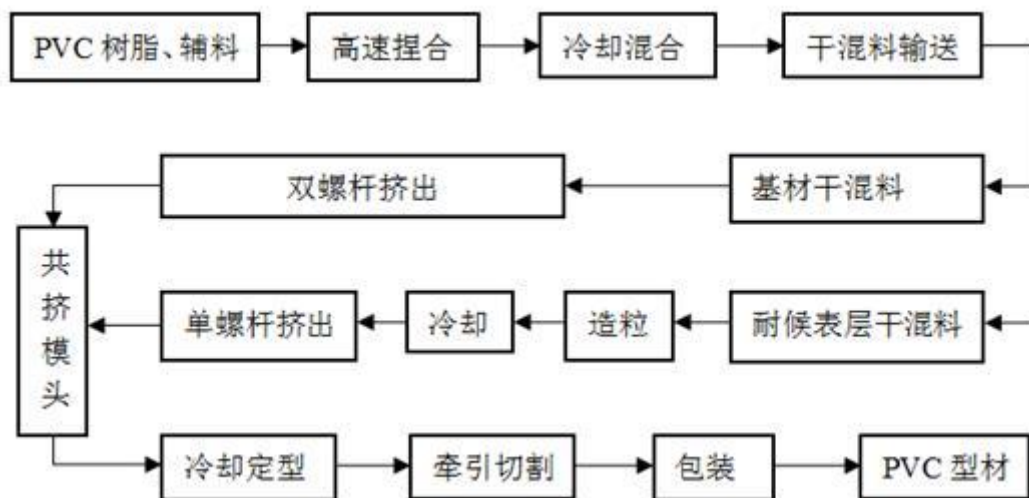 PVC 树脂、辅料
高速捏合
冷却混合
干混料输送
双螺杆挤出
基材干混料
共挤模头
单螺杆挤出
冷却
造粒
耐候表层干混料
冷却定型
牵引切割
包装
PVC 型材